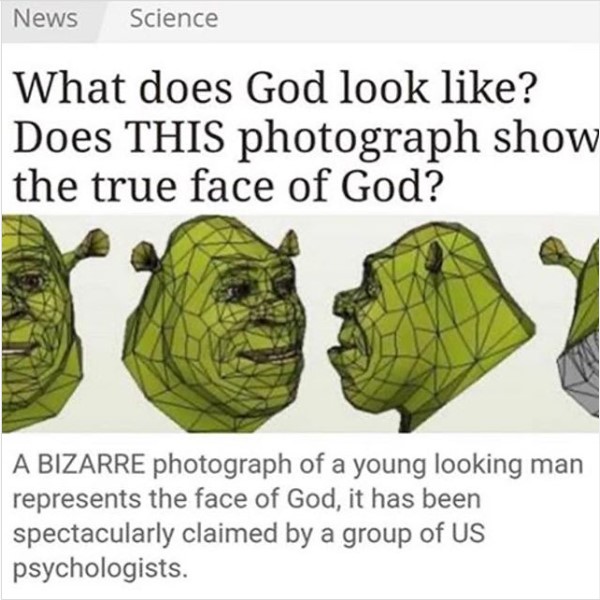 News Science
What does God look like?
Does THIS photograph show
the true face of God?
A BIZARRE photograph of a young looking man
represents the face of God, it has been
spectacularly claimed by a group of US
psychologists.